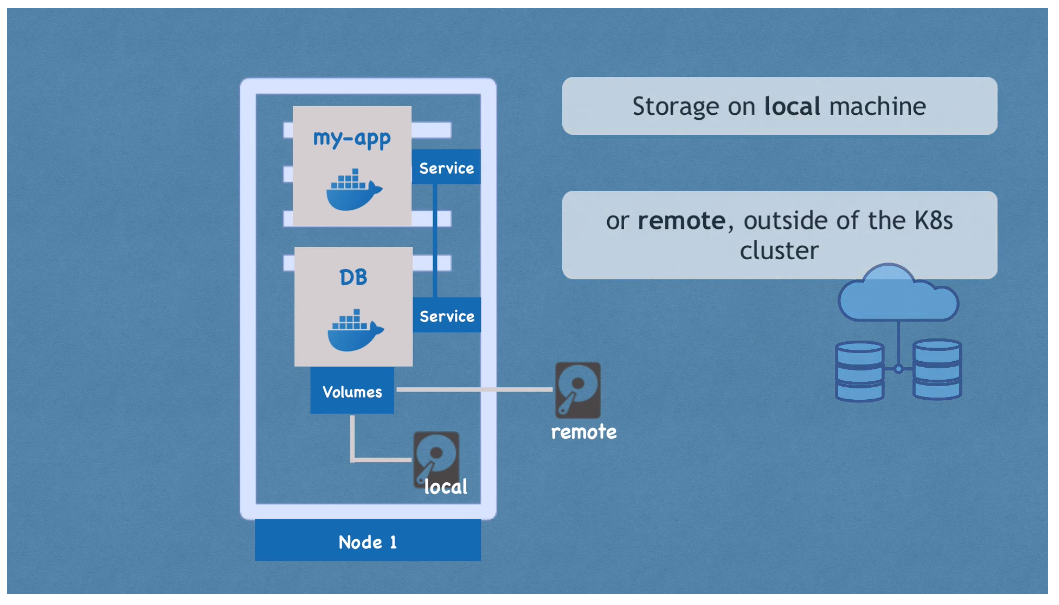 my-app
Service
DB
Service
Volumes
remote
local
Node 1
Storage on local machine
or remote, outside of the K8s
cluster